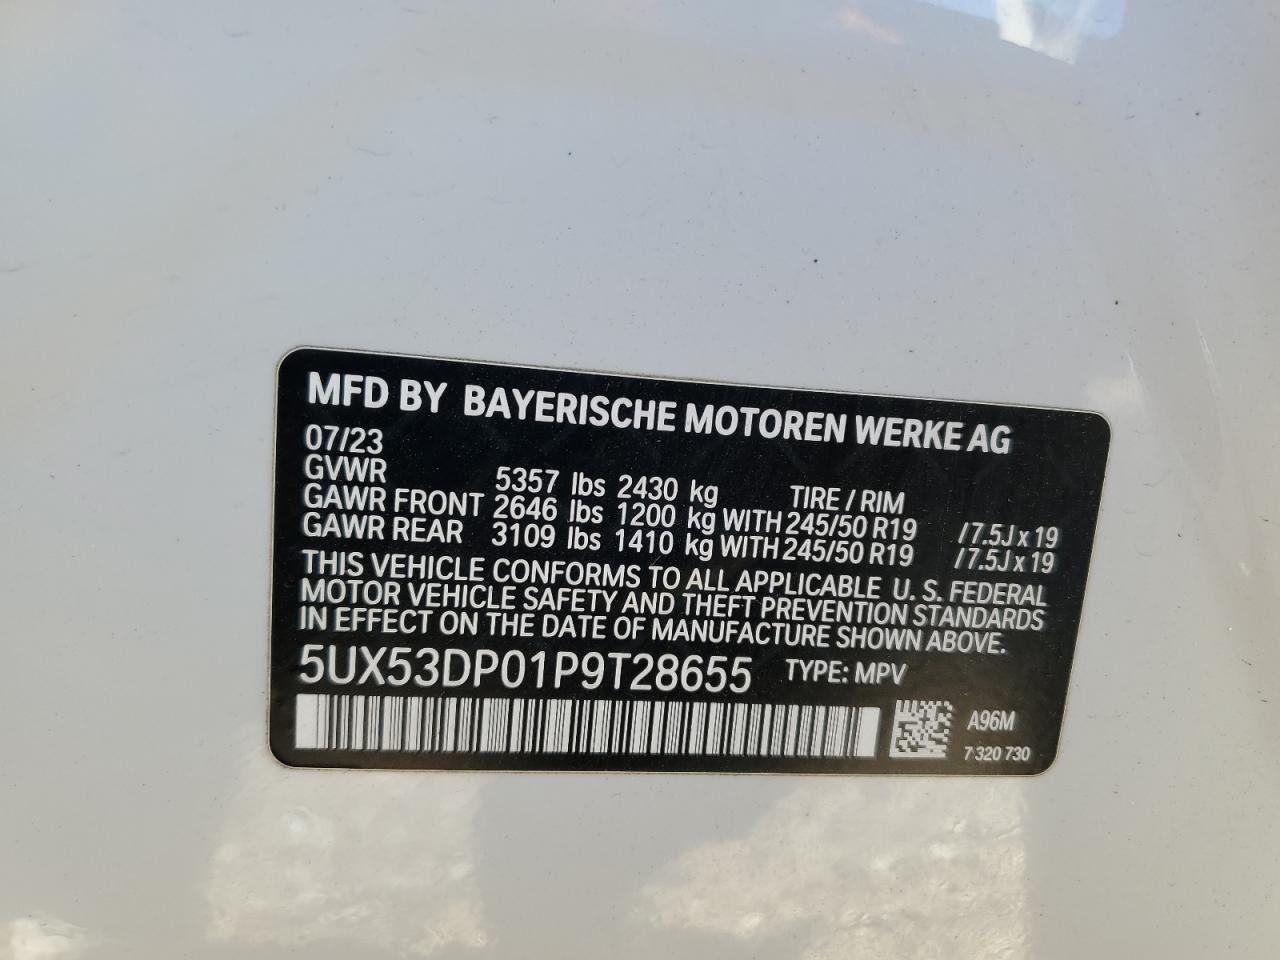 MFD BY BAYERISCHE MOTOREN WERKE AG
07/23
GVWR 5357 lbs 2430 kg TIRE / RIM
GAWR FRONT 2646 lbs 1200 kg WITH 245/50 R19 /7.5J x 19
GAWR REAR 3109 lbs 1410 kg WITH 245/50 R19 /7.5J x 19
THIS VEHICLE CONFORMS TO ALL APPLICABLE U. S. FEDERAL
MOTOR VEHICLE SAFETY AND THEFT PREVENTION STANDARDS
IN EFFECT ON THE DATE OF MANUFACTURE SHOWN ABOVE.
5UX53DP01P9T28655 TYPE: MPV
A96M
7 320 730